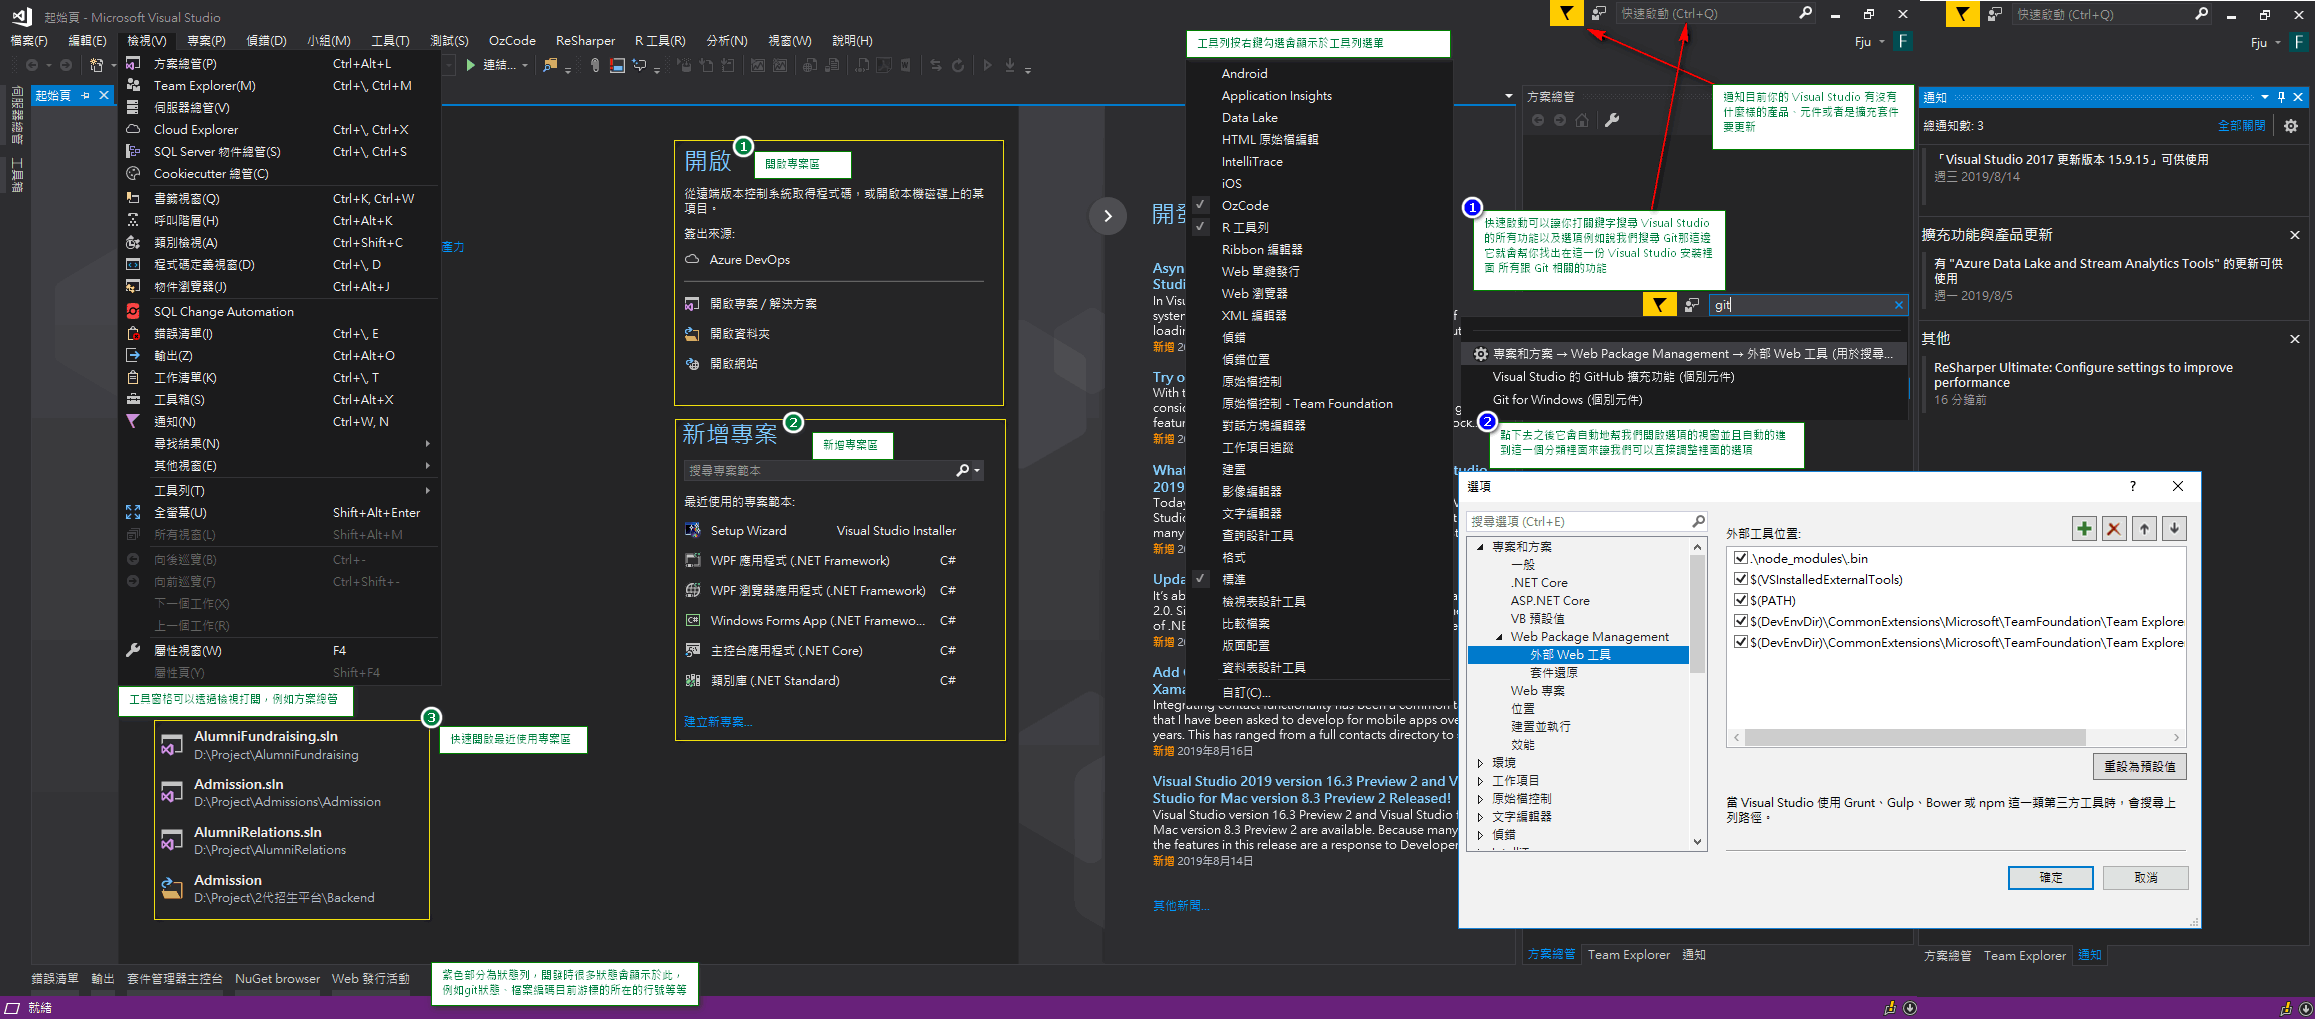 起始頁 - Microsoft Visual Studio
檔案(F) 編輯(E) 檢視(V) 專案(P) 偵錯(D) 小組(M) 工具(T) 測試(S) OzCode ReSharper R 工具(R) 分析(N) 視窗(W) 說明(H)
連結...
伺服器總管
工具箱
起始頁
方案總管(P) Ctrl+Alt+L
Team Explorer(M) Ctrl+\, Ctrl+M
伺服器總管(V)
Cloud Explorer Ctrl+\, Ctrl+X
SQL Server 物件總管(S) Ctrl+\, Ctrl+S
Cookiecutter 總管(C)
書籤視窗(Q) Ctrl+K, Ctrl+W
呼叫階層(H) Ctrl+Alt+K
類別檢視(A) Ctrl+Shift+C
程式碼定義視窗(D) Ctrl+\, D
物件瀏覽器(J) Ctrl+Alt+J
SQL Change Automation
錯誤清單(I) Ctrl+\, E
輸出(Z) Ctrl+Alt+O
工作清單(K) Ctrl+\, T
工具箱(S) Ctrl+Alt+X
通知(N) Ctrl+W, N
尋找結果(N)
其他視窗(E)
工具列(T)
全螢幕(U) Shift+Alt+Enter
所有視窗(L) Shift+Alt+M
向後巡覽(B) Ctrl+-
向前巡覽(F) Ctrl+Shift+-
下一個工作(X)
上一個工作(R)
屬性視窗(W) F4
屬性頁(Y) Shift+F4
工具窗格可以透過檢視打開，例如方案總管
產力
AlumniFundraising.sln
D:\Project\AlumniFundraising
Admission.sln
D:\Project\Admissions\Admission
AlumniRelations.sln
D:\Project\AlumniRelations
Admission
D:\Project\2代招生平台\Backend
3
快速開啟最近使用專案區
開啟
1
開啟專案區
從遠端版本控制系統取得程式碼，或開啟本機磁碟上的某
項目。
簽出來源:
Azure DevOps
開啟專案 / 解決方案
開啟資料夾
開啟網站
新增專案
2
新增專案區
搜尋專案範本
最近使用的專案範本:
Setup Wizard Visual Studio Installer
WPF 應用程式 (.NET Framework) C#
WPF 瀏覽器應用程式 (.NET Framework) C#
Windows Forms App (.NET Framewo... C#
主控台應用程式 (.NET Core) C#
類別庫 (.NET Standard) C#
建立新專案...
開發
Asyn
Studi
In Visu
system
loadin
新增 20
Try o
With t
consid
featur
新增 2
What
2019
Today
Studio
many
新增 2
Upda
It's ab
2.0. Si
of .NE
新增 2
Add C
Xama
Integrating contact functionality has been a common ta
that I have been asked to develop for mobile apps ove
years. This has ranged from a full contacts directory to s
新增 2019年8月16日
Visual Studio 2019 version 16.3 Preview 2 and V
Studio for Mac version 8.3 Preview 2 Released!
Visual Studio version 16.3 Preview 2 and Visual Studio f
Mac version 8.3 Preview 2 are available. Because many
the features in this release are a response to Developer
新增 2019年8月14日
其他新聞...
工具列按右鍵勾選會顯示於工具列選單
Android
Application Insights
Data Lake
HTML 原始檔編輯
IntelliTrace
iOS
OzCode
R 工具列
Ribbon 編輯器
Web 單鍵發行
Web 瀏覽器
XML 編輯器
偵錯
偵錯位置
原始檔控制
原始檔控制 - Team Foundation
對話方塊編輯器
工作項目追蹤
建置
影像編輯器
文字編輯器
查詢設計工具
格式
標準
檢視表設計工具
比較檔案
版面配置
資料表設計工具
自訂(C)...
快速啟動 (Ctrl+Q)
Fju F
方案總管
通知目前你的 Visual Studio 有沒有
什麼樣的產品、元件或者是擴充套件
要更新
1
快速啟動可以讓你打關鍵字搜尋 Visual Studio
的所有功能以及選項例如說我們搜尋 Git那這邊
它就會幫你找出在這一份 Visual Studio 安裝裡
面 所有跟 Git 相關的功能
git
專案和方案 → Web Package Management → 外部 Web 工具 (用於搜尋...
Visual Studio 的 GitHub 擴充功能 (個別元件)
Git for Windows (個別元件)
2
點下去之後它會自動地幫我們開啟選項的視窗並且自動的進
到這一個分類裡面來讓我們可以直接調整裡面的選項
選項
?
搜尋選項 (Ctrl+E)
專案和方案
一般
.NET Core
ASP.NET Core
VB 預設值
Web Package Management
外部 Web 工具
套件還原
Web 專案
位置
建置並執行
效能
環境
工作項目
原始檔控制
文字編輯器
偵錯
外部工具位置:
.\node_modules\.bin
$(VSInstalledExternalTools)
$(PATH)
$(DevEnvDir)\CommonExtensions\Microsoft\TeamFoundation\Team Explorer
$(DevEnvDir)\CommonExtensions\Microsoft\TeamFoundation\Team Explorer
重設為預設值
當 Visual Studio 使用 Grunt、Gulp、Bower 或 npm 這一類第三方工具時，會搜尋上
列路徑。
確定 取消
快速啟動 (Ctrl+Q)
Fju F
通知
總通知數: 3 全部關閉
「Visual Studio 2017 更新版本 15.9.15」可供使用
週三 2019/8/14
擴充功能與產品更新
有 "Azure Data Lake and Stream Analytics Tools" 的更新可供
使用
週一 2019/8/5
其他
ReSharper Ultimate: Configure settings to improve
performance
16 分鐘前
方案總管 Team Explorer 通知
方案總管 Team Explorer 通知
錯誤清單 輸出 套件管理器主控台 NuGet browser Web 發行活動
紫色部分為狀態列，開發時很多狀態會顯示於此，
例如git狀態、檔案編碼目前游標的所在的行號等等
就緒